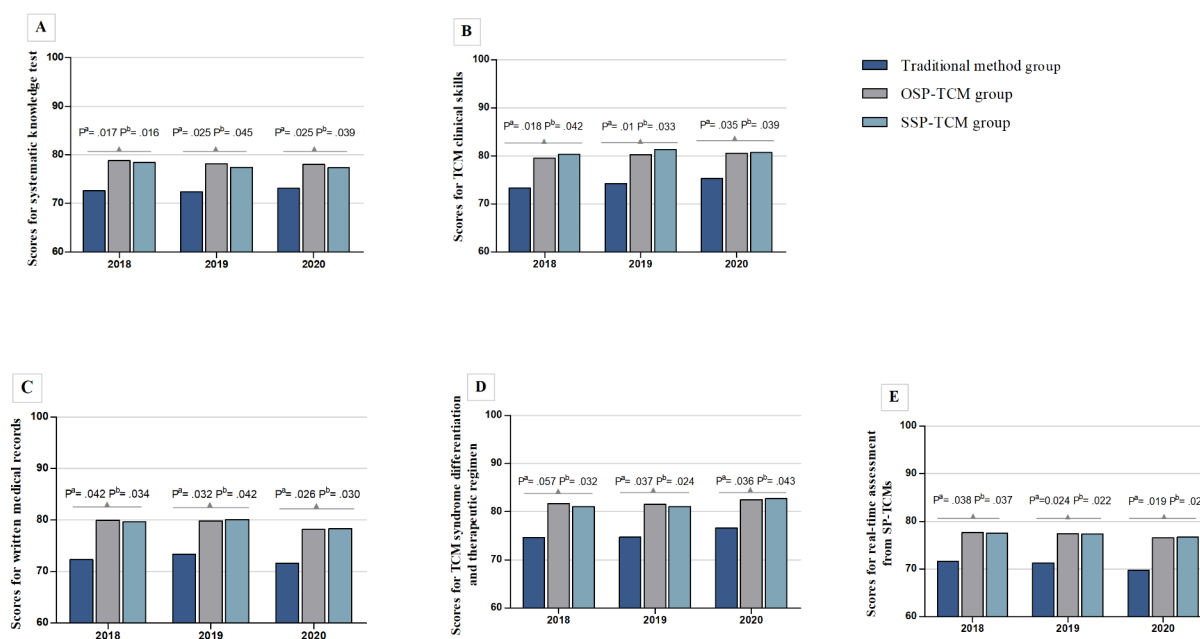 A
Scores for systematic knowledge test
100
90
80
70
60
Pa= .017 Pb= .016
Pa= .025 Pb= .045
Pa= .025 Pb= .039
2018
2019
2020
B
Scores for TCM clinical skills
100
90
80
70
60
Pa= .018 Pb= .042
Pa= .01 Pb= .033
Pa= .035 Pb= .039
2018
2019
2020
Traditional method group
OSP-TCM group
SSP-TCM group
C
Scores for written medical records
100
90
80
70
60
Pa= .042 Pb= .034
Pa= .032 Pb= .042
Pa= .026 Pb= .030
2018
2019
2020
D
Scores for TCM syndrome differentiation
and therapeutic regimen
100
90
80
70
60
Pa= .057 Pb= .032
Pa= .037 Pb= .024
Pa= .036 Pb= .043
2018
2019
2020
E
Scores for real-time assessment
from SP-TCMs
100
90
80
70
60
Pa= .038 Pb= .037
Pa=0.024 Pb= .022
Pa= .019 Pb= .02
2018
2019
2020